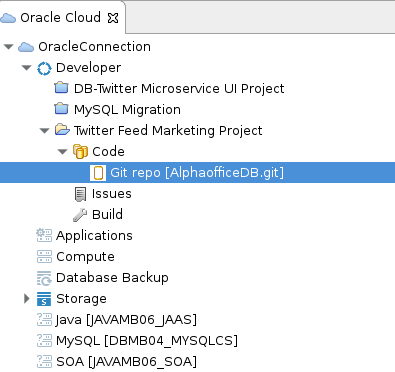 Oracle Cloud
OracleConnection
Developer
DB-Twitter Microservice UI Project
MySQL Migration
Twitter Feed Marketing Project
Code
Git repo [AlphaofficeDB.git]
Issues
Build
Applications
Compute
Database Backup
Storage
Java [JAVAMB06_JAAS]
MySQL [DBMB04_MYSQLCS]
SOA [JAVAMB06_SOA]